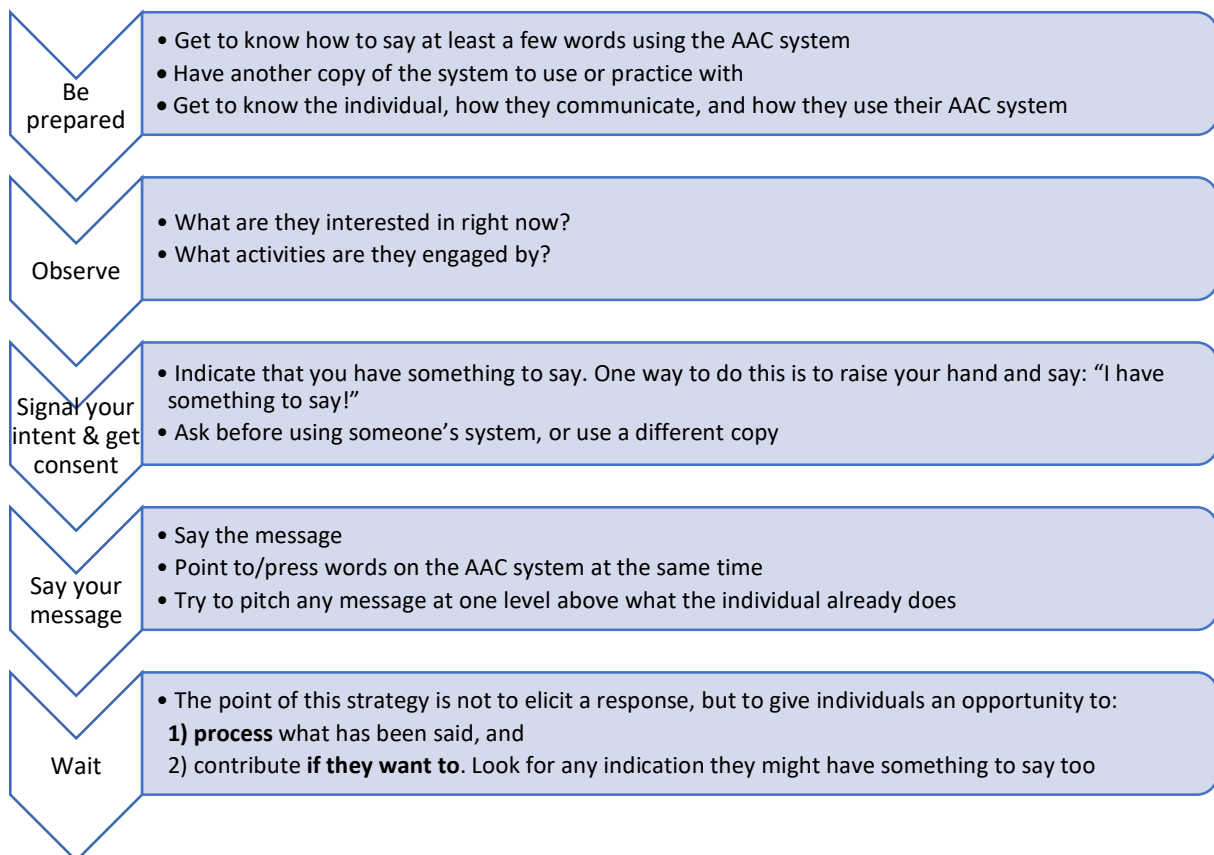 Be
prepared
• Get to know how to say at least a few words using the AAC system
• Have another copy of the system to use or practice with
• Get to know the individual, how they communicate, and how they use their AAC system
Observe
• What are they interested in right now?
• What activities are they engaged by?
Signal your
intent & get
consent
• Indicate that you have something to say. One way to do this is to raise your hand and say: “I have
something to say!”
• Ask before using someone’s system, or use a different copy
Say your
message
• Say the message
• Point to/press words on the AAC system at the same time
• Try to pitch any message at one level above what the individual already does
Wait
• The point of this strategy is not to elicit a response, but to give individuals an opportunity to:
1) process what has been said, and
2) contribute if they want to. Look for any indication they might have something to say too